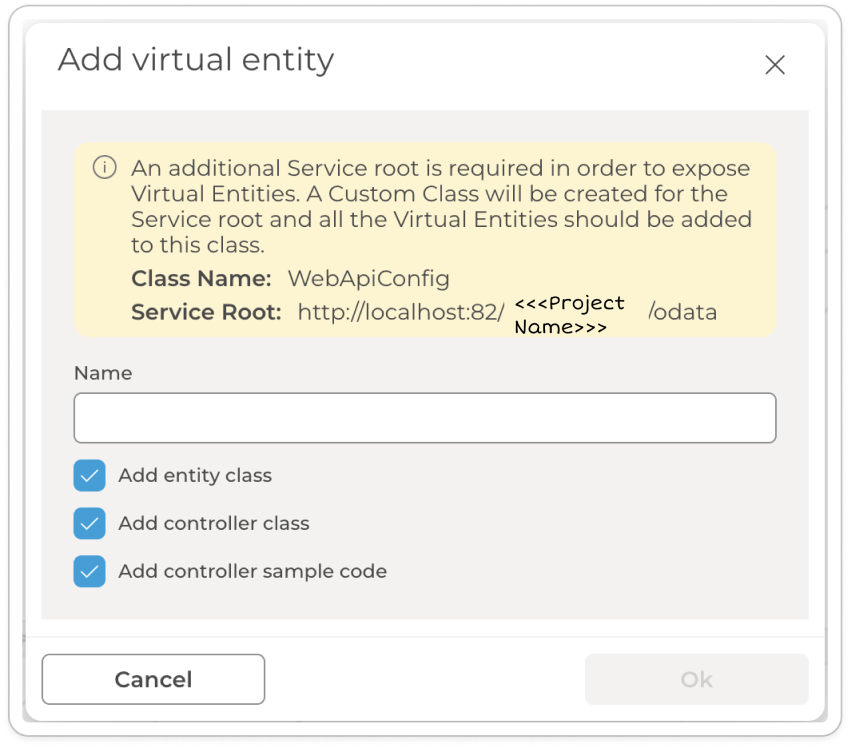 Add virtual entity
An additional Service root is required in order to expose
Virtual Entities. A Custom Class will be created for the
Service root and all the Virtual Entities should be added
to this class.
Class Name: WebApiConfig
Service Root: http://localhost:82/ <<<Project Name>>> /odata
Name
Add entity class
Add controller class
Add controller sample code
Cancel
Ok